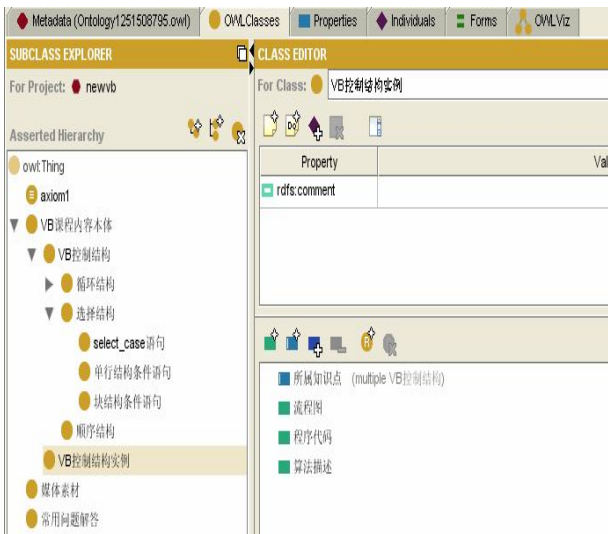 Metadata (Ontology1251508795.owl)
OWLClasses
Properties
Individuals
Forms
OWLViz
SUBCLASS EXPLORER
For Project: newvb
Asserted Hierarchy
owl:Thing
axiom1
VB课程内容本体
VB控制结构
循环结构
选择结构
select_case语句
单行结构条件语句
块结构条件语句
顺序结构
VB控制结构实例
媒体素材
常用问题解答
CLASS EDITOR
For Class: VB控制结构实例
Property
Val
rdfs:comment
所属知识点 (multiple VB控制结构)
流程图
程序代码
算法描述